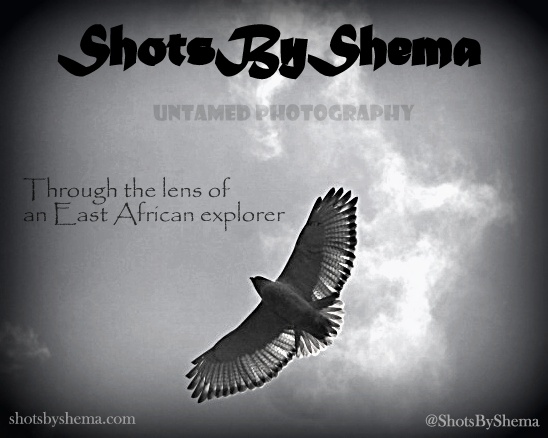 ShotsByShema
UNTAMED PHOTOGRAPHY
Through the lens of
an East African explorer
shotsbyshema.com
@ShotsByShema